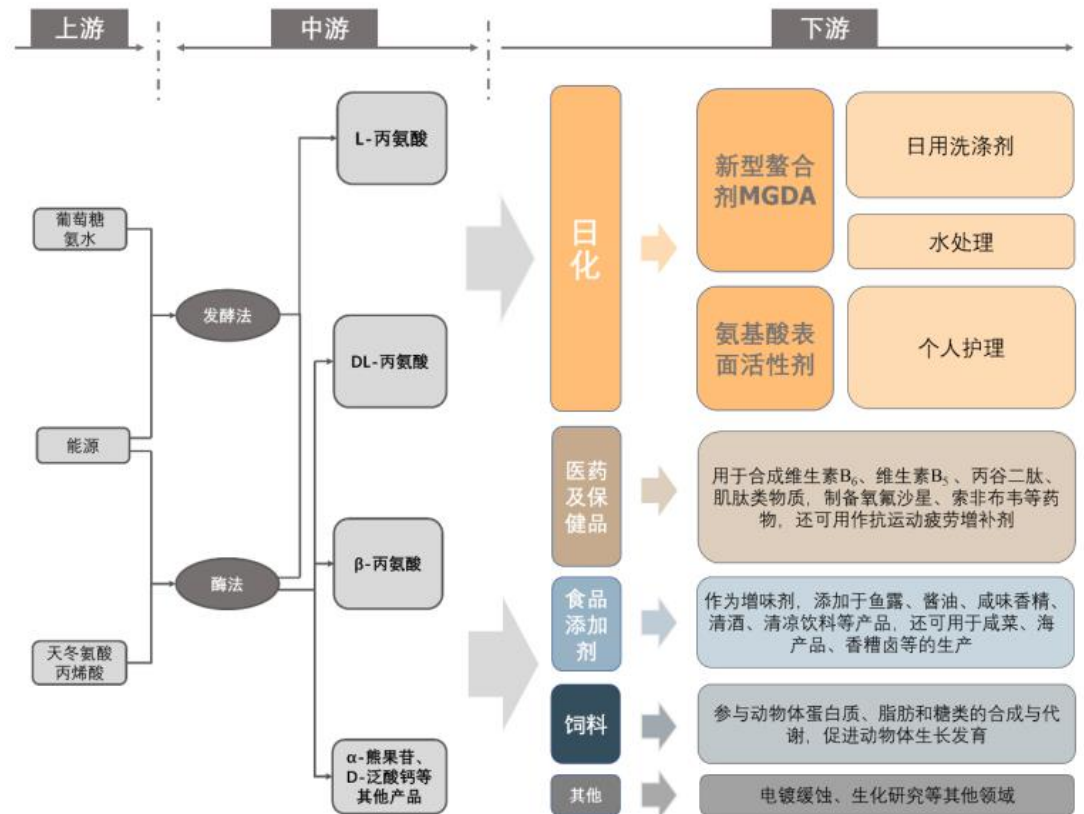 上游
中游
下游
葡萄糖
氨水
能源
天冬氨酸
丙烯酸
发酵法
酶法
L-丙氨酸
DL-丙氨酸
β-丙氨酸
α-熊果苷、
D-泛酸钙等
其他产品
日
化
新型螯合
剂MGDA
日用洗涤剂
水处理
氨基酸表
面活性剂
个人护理
医药
及保
健品
用于合成维生素B₆、维生素B₅、丙谷二肽、
肌肽类物质，制备氧氟沙星、索非布韦等药
物，还可用作抗运动疲劳增补剂
食品
添加
剂
作为增味剂，添加于鱼露、酱油、咸味香精、
清酒、清凉饮料等产品，还可用于咸菜、海
产品、香糟卤等的生产
饲料
参与动物体蛋白质、脂肪和糖类的合成与代
谢，促进动物体生长发育
其他
电镀缓蚀、生化研究等其他领域